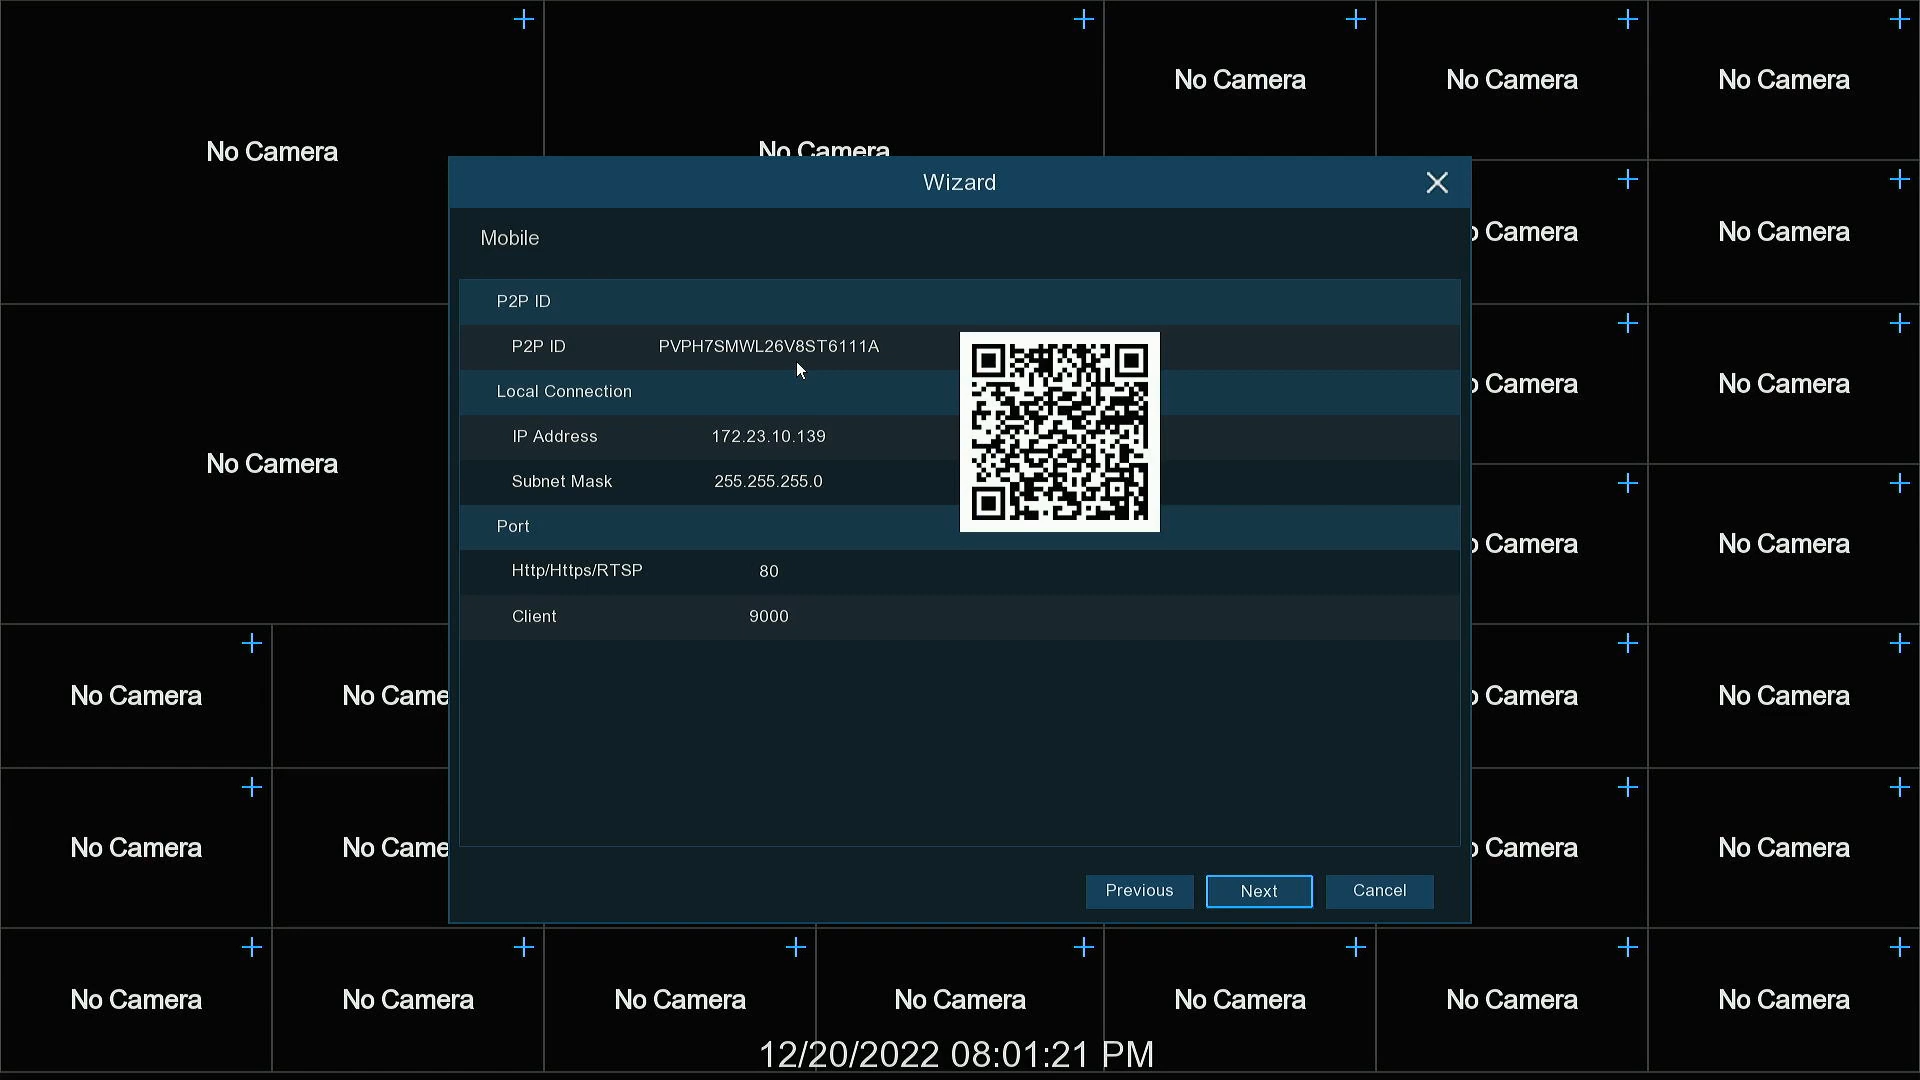 No Camera No Camera No Camera
No Camera No Camera
Wizard
Mobile
P2P ID
P2P ID PVPH7SMWL26V8ST6111A
Local Connection
IP Address 172.23.10.139
Subnet Mask 255.255.255.0
Port
Http/Https/RTSP 80
Client 9000
Previous Next Cancel
Camera No Camera
No Camera
Camera No Camera
Camera No Camera
No Camera No Came Camera No Camera
No Camera No Came Camera No Camera
No Camera No Camera No Camera No Camera No Camera No Camera No Camera
12/20/2022 08:01:21 PM